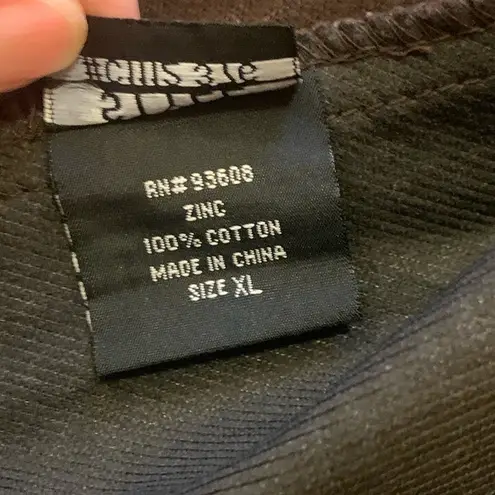 RN# 93608
ZINC
100% COTTON
MADE IN CHINA
SIZE XL